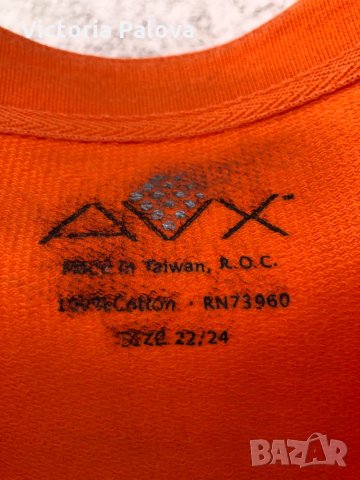 Victoria Palova
AVX
Made in Taiwan, R.O.C.
100% Cotton · RN73960
SIZE 22/24
BAZAR